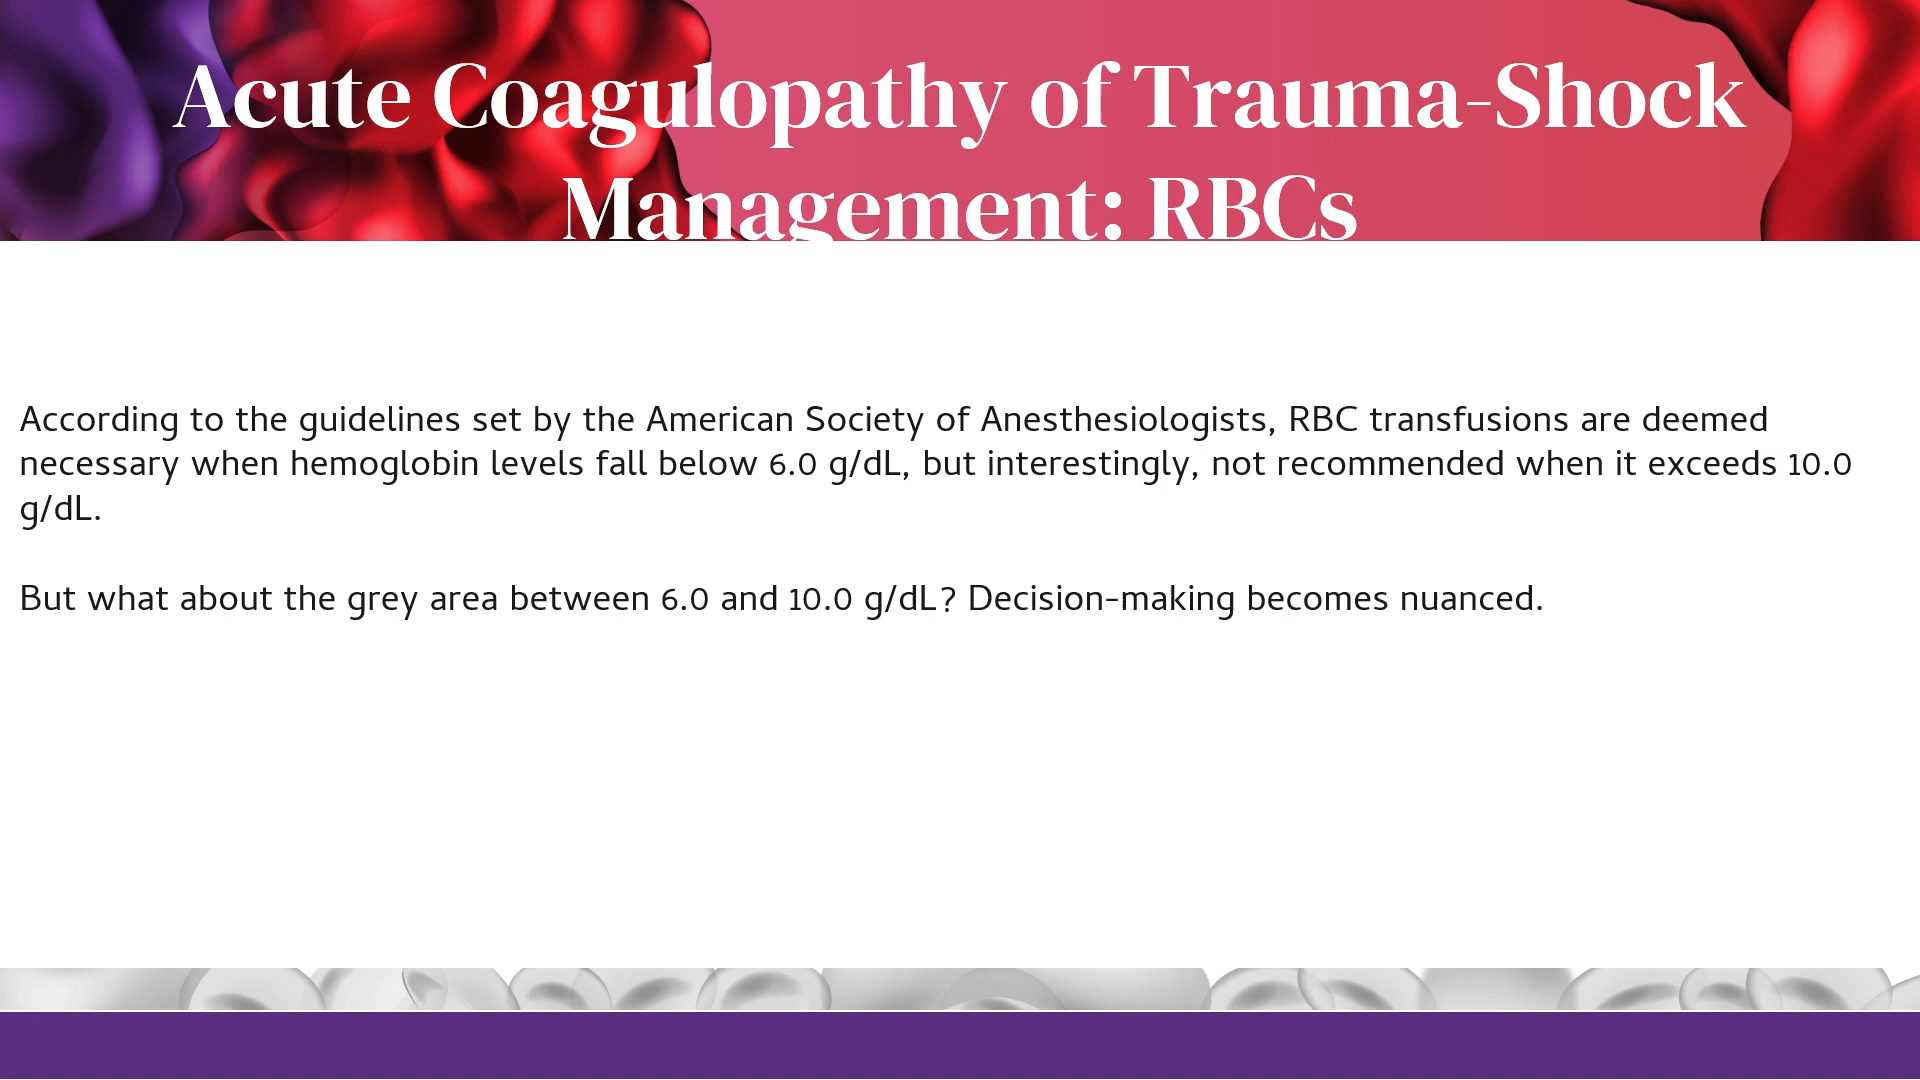 Acute Coagulopathy of Trauma-Shock
Management: RBCs
According to the guidelines set by the American Society of Anesthesiologists, RBC transfusions are deemed
necessary when hemoglobin levels fall below 6.0 g/dL, but interestingly, not recommended when it exceeds 10.0
g/dL.
But what about the grey area between 6.0 and 10.0 g/dL? Decision-making becomes nuanced.